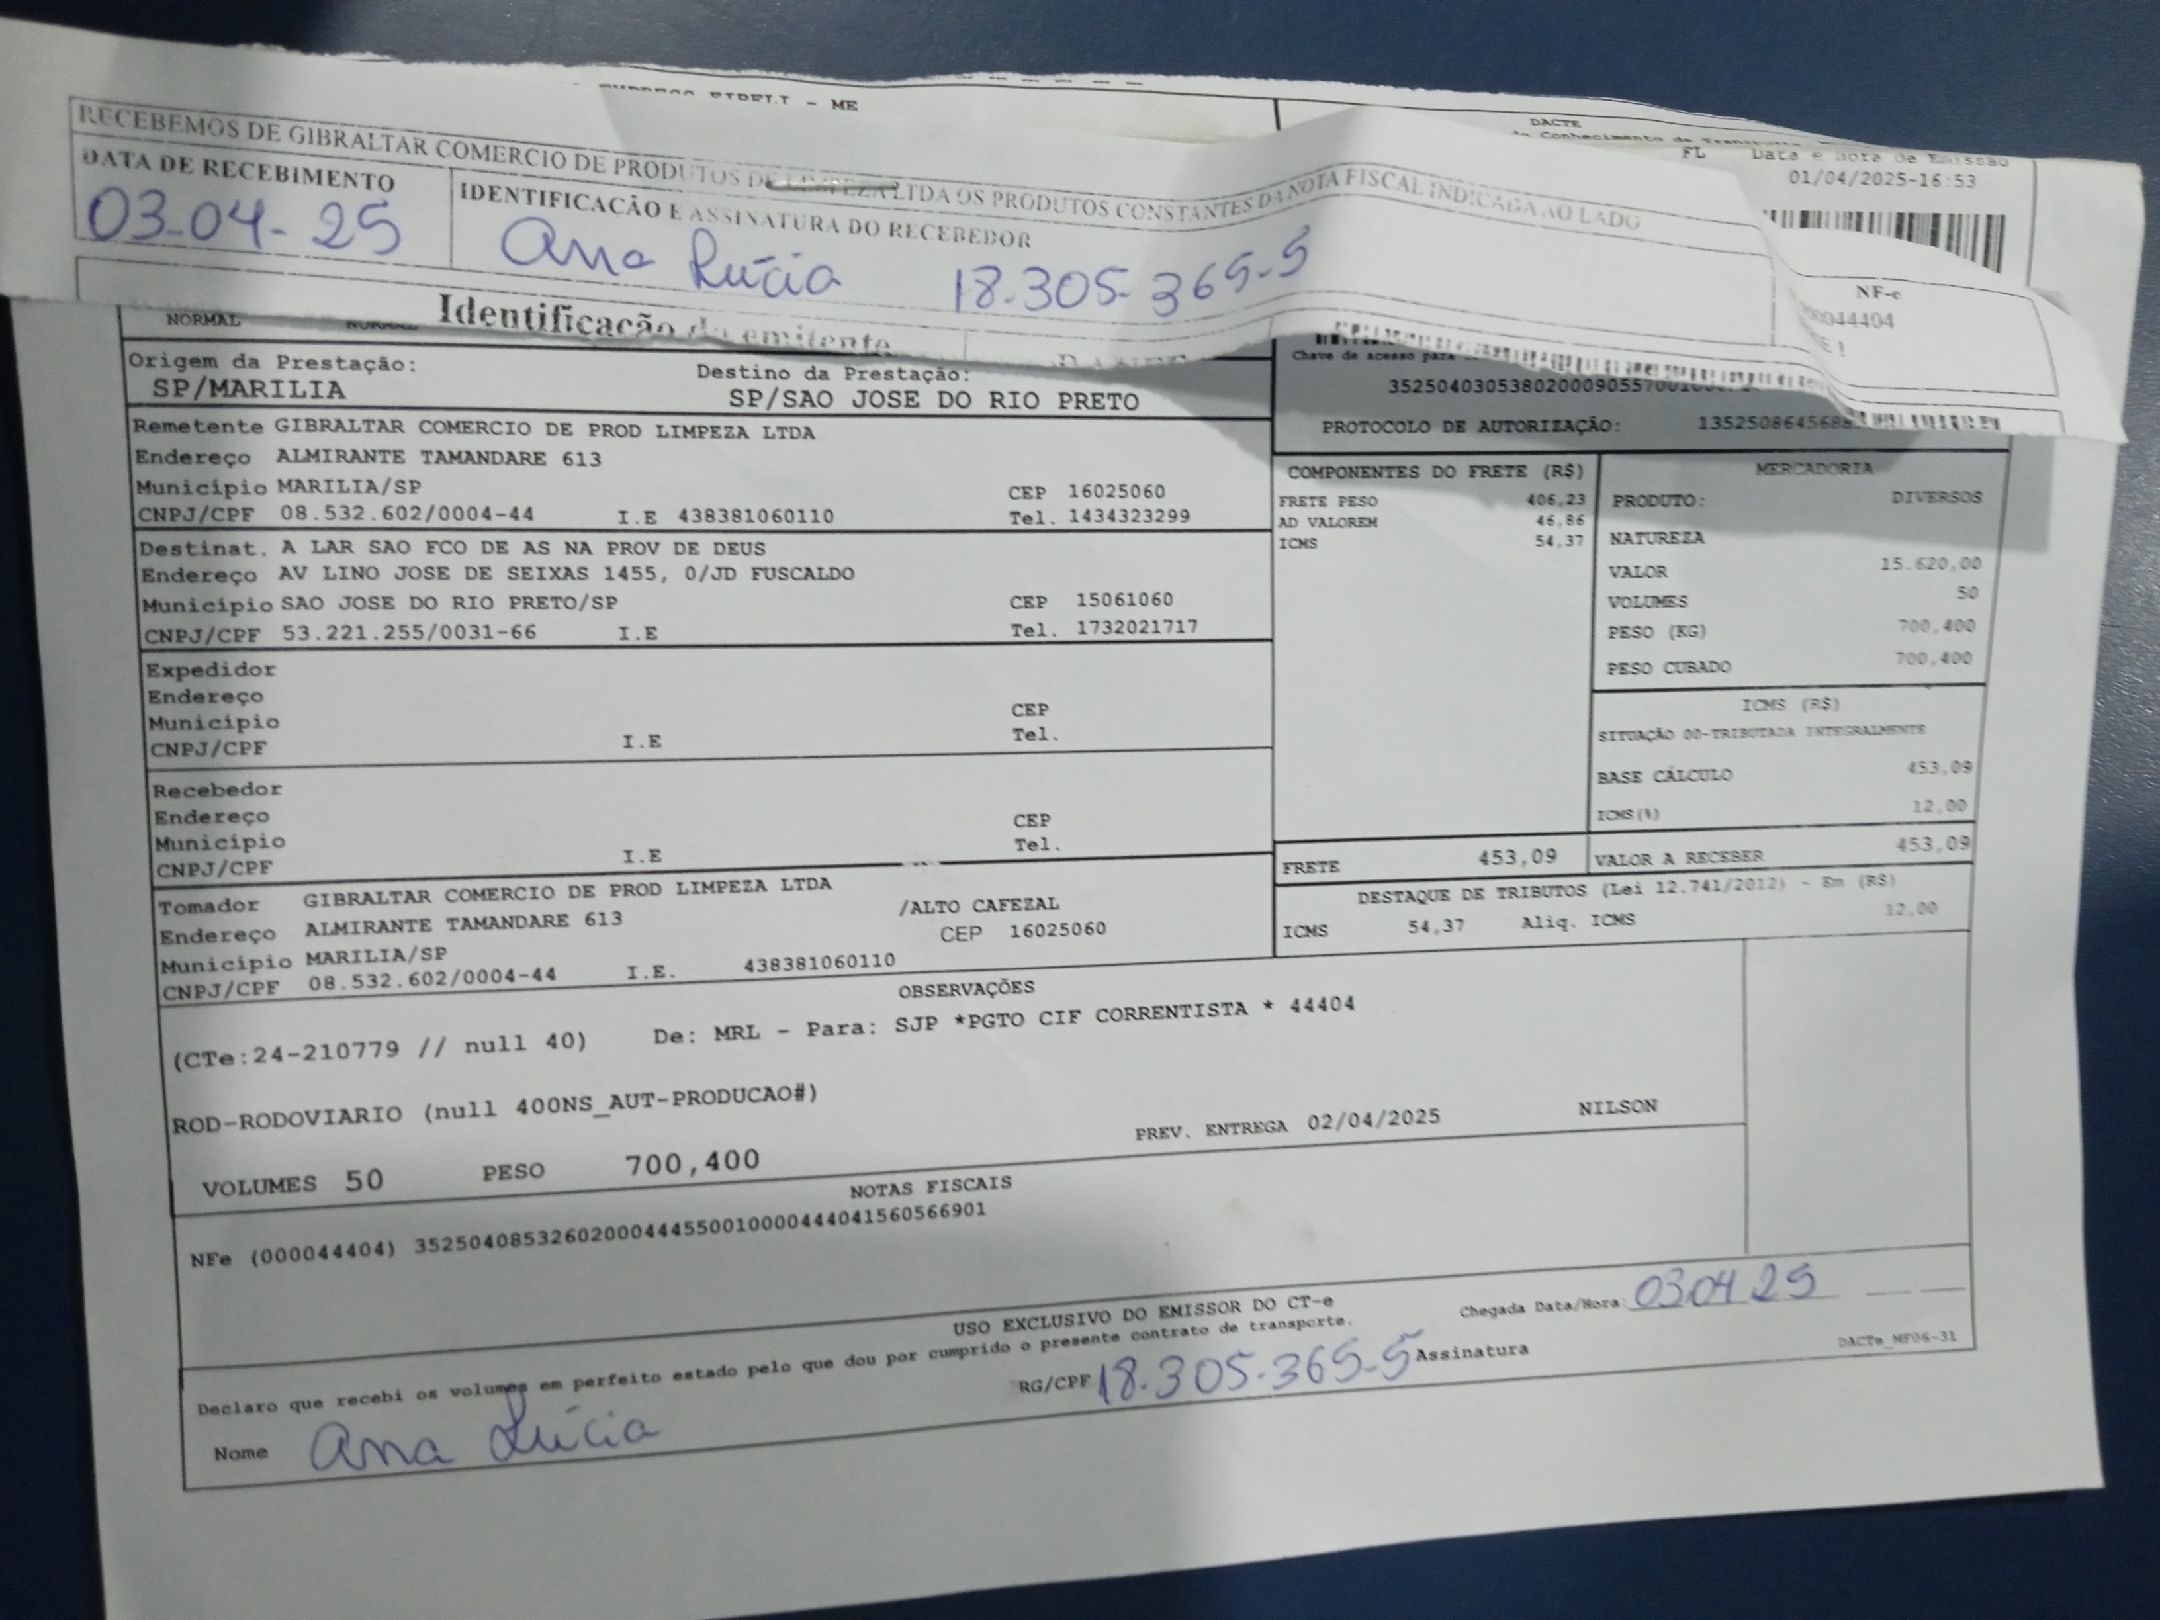 - ME
DACTE
RECEBEMOS DE GIBRALTAR COMERCIO DE PRODUTOS DE LIMPEZA LTDA OS PRODUTOS CONSTANTES DA NOTA FISCAL INDICADA AO LADO
FL Data e Hora de Emissão
01/04/2025-16:53
DATA DE RECEBIMENTO
03-04-25
IDENTIFICAÇÃO E ASSINATURA DO RECEBEDOR
Ana Lúcia 18.305.365-5
NF-e
Identificação do emitente
NORMAL
Chave de acesso para
PROTOCOLO DE AUTORIZAÇÃO:
Origem da Prestação:
SP/MARILIA
Destino da Prestação:
SP/SAO JOSE DO RIO PRETO
Remetente GIBRALTAR COMERCIO DE PROD LIMPEZA LTDA
Endereço ALMIRANTE TAMANDARE 613
Município MARILIA/SP CEP 16025060
CNPJ/CPF 08.532.602/0004-44 I.E 438381060110 Tel. 1434323299
Destinat. A LAR SAO FCO DE AS NA PROV DE DEUS
Endereço AV LINO JOSE DE SEIXAS 1455, 0/JD FUSCALDO
Município SAO JOSE DO RIO PRETO/SP CEP 15061060
CNPJ/CPF 53.221.255/0031-66 I.E Tel. 1732021717
Expedidor
Endereço
Município CEP
CNPJ/CPF I.E Tel.
Recebedor
Endereço
Município CEP
CNPJ/CPF I.E Tel.
Tomador GIBRALTAR COMERCIO DE PROD LIMPEZA LTDA
Endereço ALMIRANTE TAMANDARE 613 /ALTO CAFEZAL
Município MARILIA/SP CEP 16025060
CNPJ/CPF 08.532.602/0004-44 I.E. 438381060110
COMPONENTES DO FRETE (R$)
FRETE PESO 406,23
AD VALOREM 46,86
ICMS 54,37
MERCADORIA
PRODUTO: DIVERSOS
NATUREZA
VALOR 15.620,00
VOLUMES 50
PESO (KG) 700,400
PESO CUBADO 700,400
ICMS (R$)
SITUAÇÃO 00-TRIBUTADA INTEGRALMENTE
BASE CÁLCULO 453,09
ICMS(%) 12,00
FRETE 453,09 VALOR A RECEBER 453,09
DESTAQUE DE TRIBUTOS (Lei 12.741/2012) - Em (R$)
ICMS 54,37 Aliq. ICMS 12,00
OBSERVAÇÕES
(CTe:24-210779 // null 40) De: MRL - Para: SJP *PGTO CIF CORRENTISTA * 44404
ROD-RODOVIARIO (null 400NS_AUT-PRODUCAO#)
PREV. ENTREGA 02/04/2025 NILSON
VOLUMES 50 PESO 700,400
NOTAS FISCAIS
NFe (000044404) 35250408532602000444550010000444041560566901
USO EXCLUSIVO DO EMISSOR DO CT-e
Declaro que recebi os volumes em perfeito estado pelo que dou por cumprido o presente contrato de transporte.
Chegada Data/Hora: 03 04 25
Nome Ana Lúcia RG/CPF 18.305.365-5 Assinatura
DACTe_MF06-31